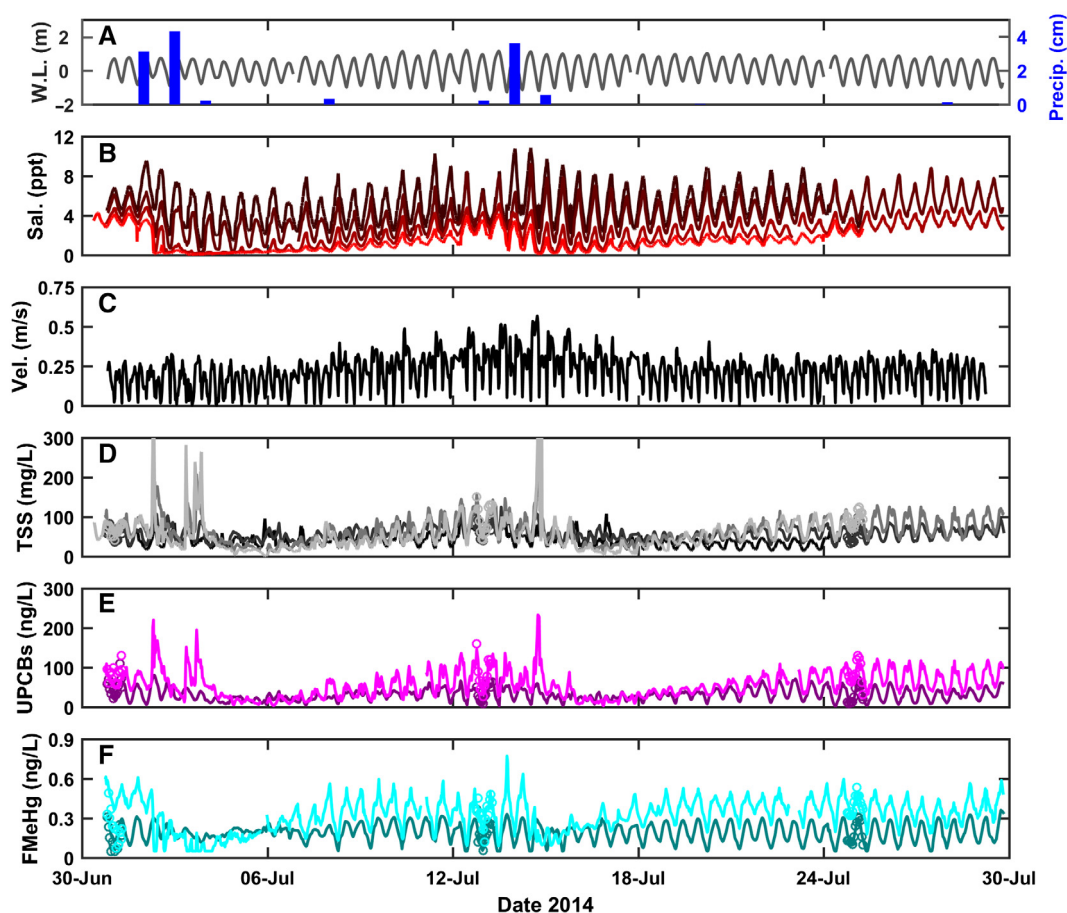 A
W.L. (m)
2
0
−2
4
2
0
Precip. (cm)
B
Sal. (ppt)
12
8
4
0
C
Vel. (m/s)
0.75
0.5
0.25
0
D
TSS (mg/L)
300
200
100
0
E
UPCBs (ng/L)
300
200
100
0
F
FMeHg (ng/L)
0.9
0.6
0.3
0
30-Jun 06-Jul 12-Jul 18-Jul 24-Jul 30-Jul
Date 2014